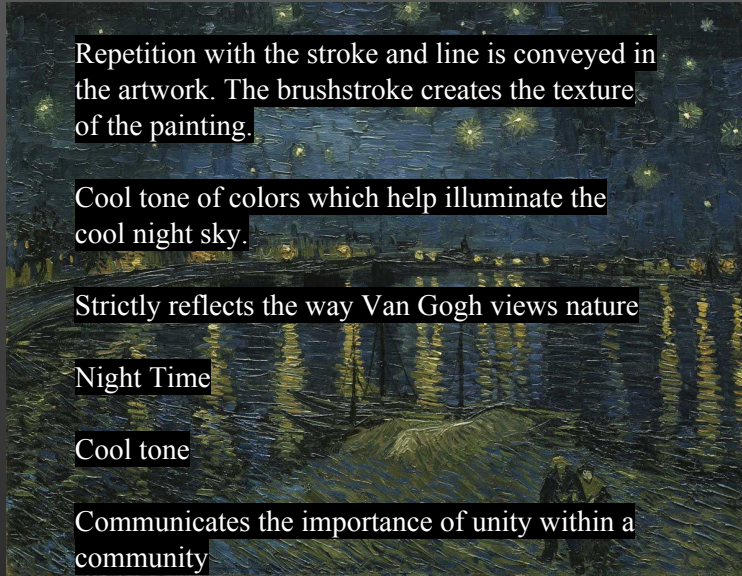 Repetition with the stroke and line is conveyed in
the artwork. The brushstroke creates the texture
of the painting.
Cool tone of colors which help illuminate the
cool night sky.
Strictly reflects the way Van Gogh views nature
Night Time
Cool tone
Communicates the importance of unity within a
community